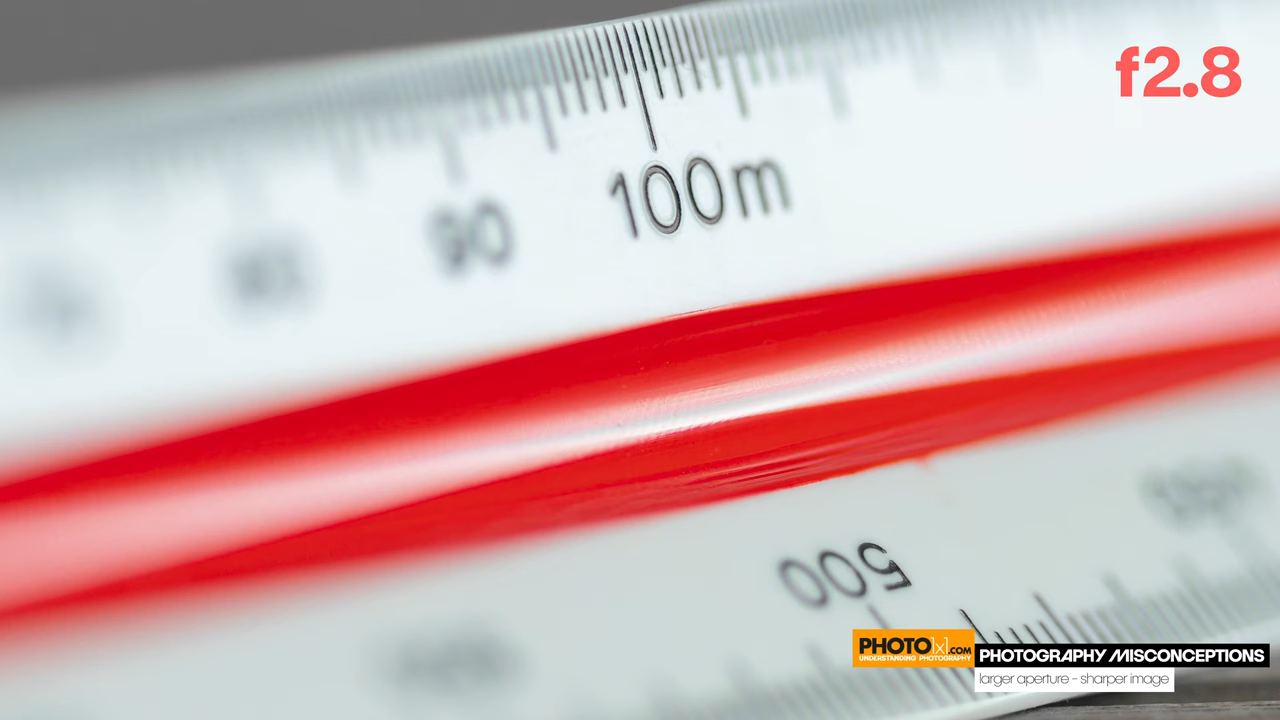 f2.8
100m
90
500
PHOTO1x1.COM
UNDERSTANDING PHOTOGRAPHY
PHOTOGRAPHY MISCONCEPTIONS
larger aperture - sharper image